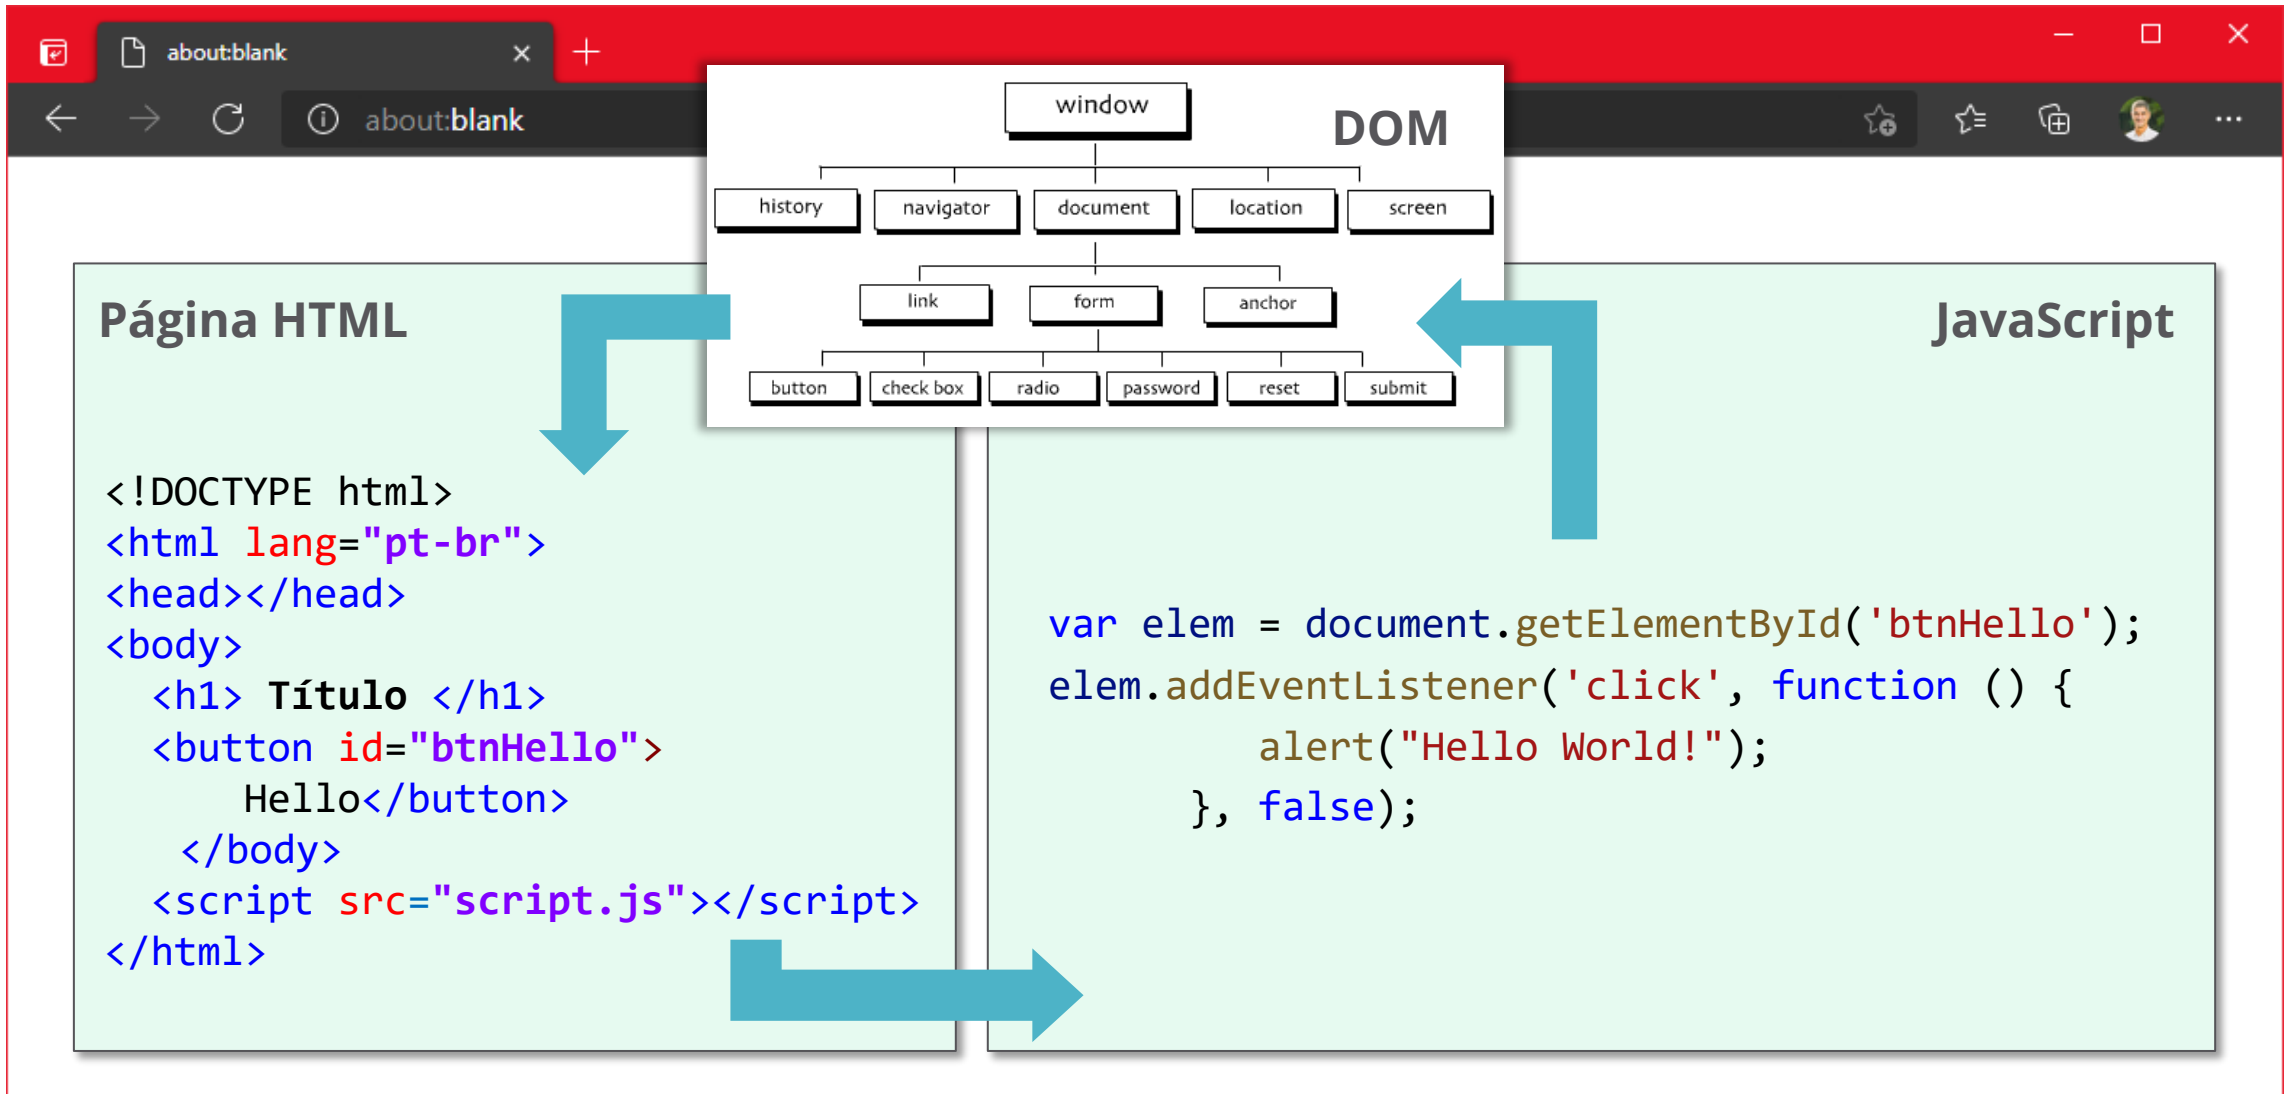 about:blank
about:blank
window
DOM
history
navigator
document
location
screen
link
form
anchor
button
check box
radio
password
reset
submit
Página HTML
<!DOCTYPE html>
<html lang="pt-br">
<head></head>
<body>
<h1> Título </h1>
<button id="btnHello">
Hello</button>
</body>
<script src="script.js"></script>
</html>
JavaScript
var elem = document.getElementById('btnHello');
elem.addEventListener('click', function () {
alert("Hello World!");
}, false);